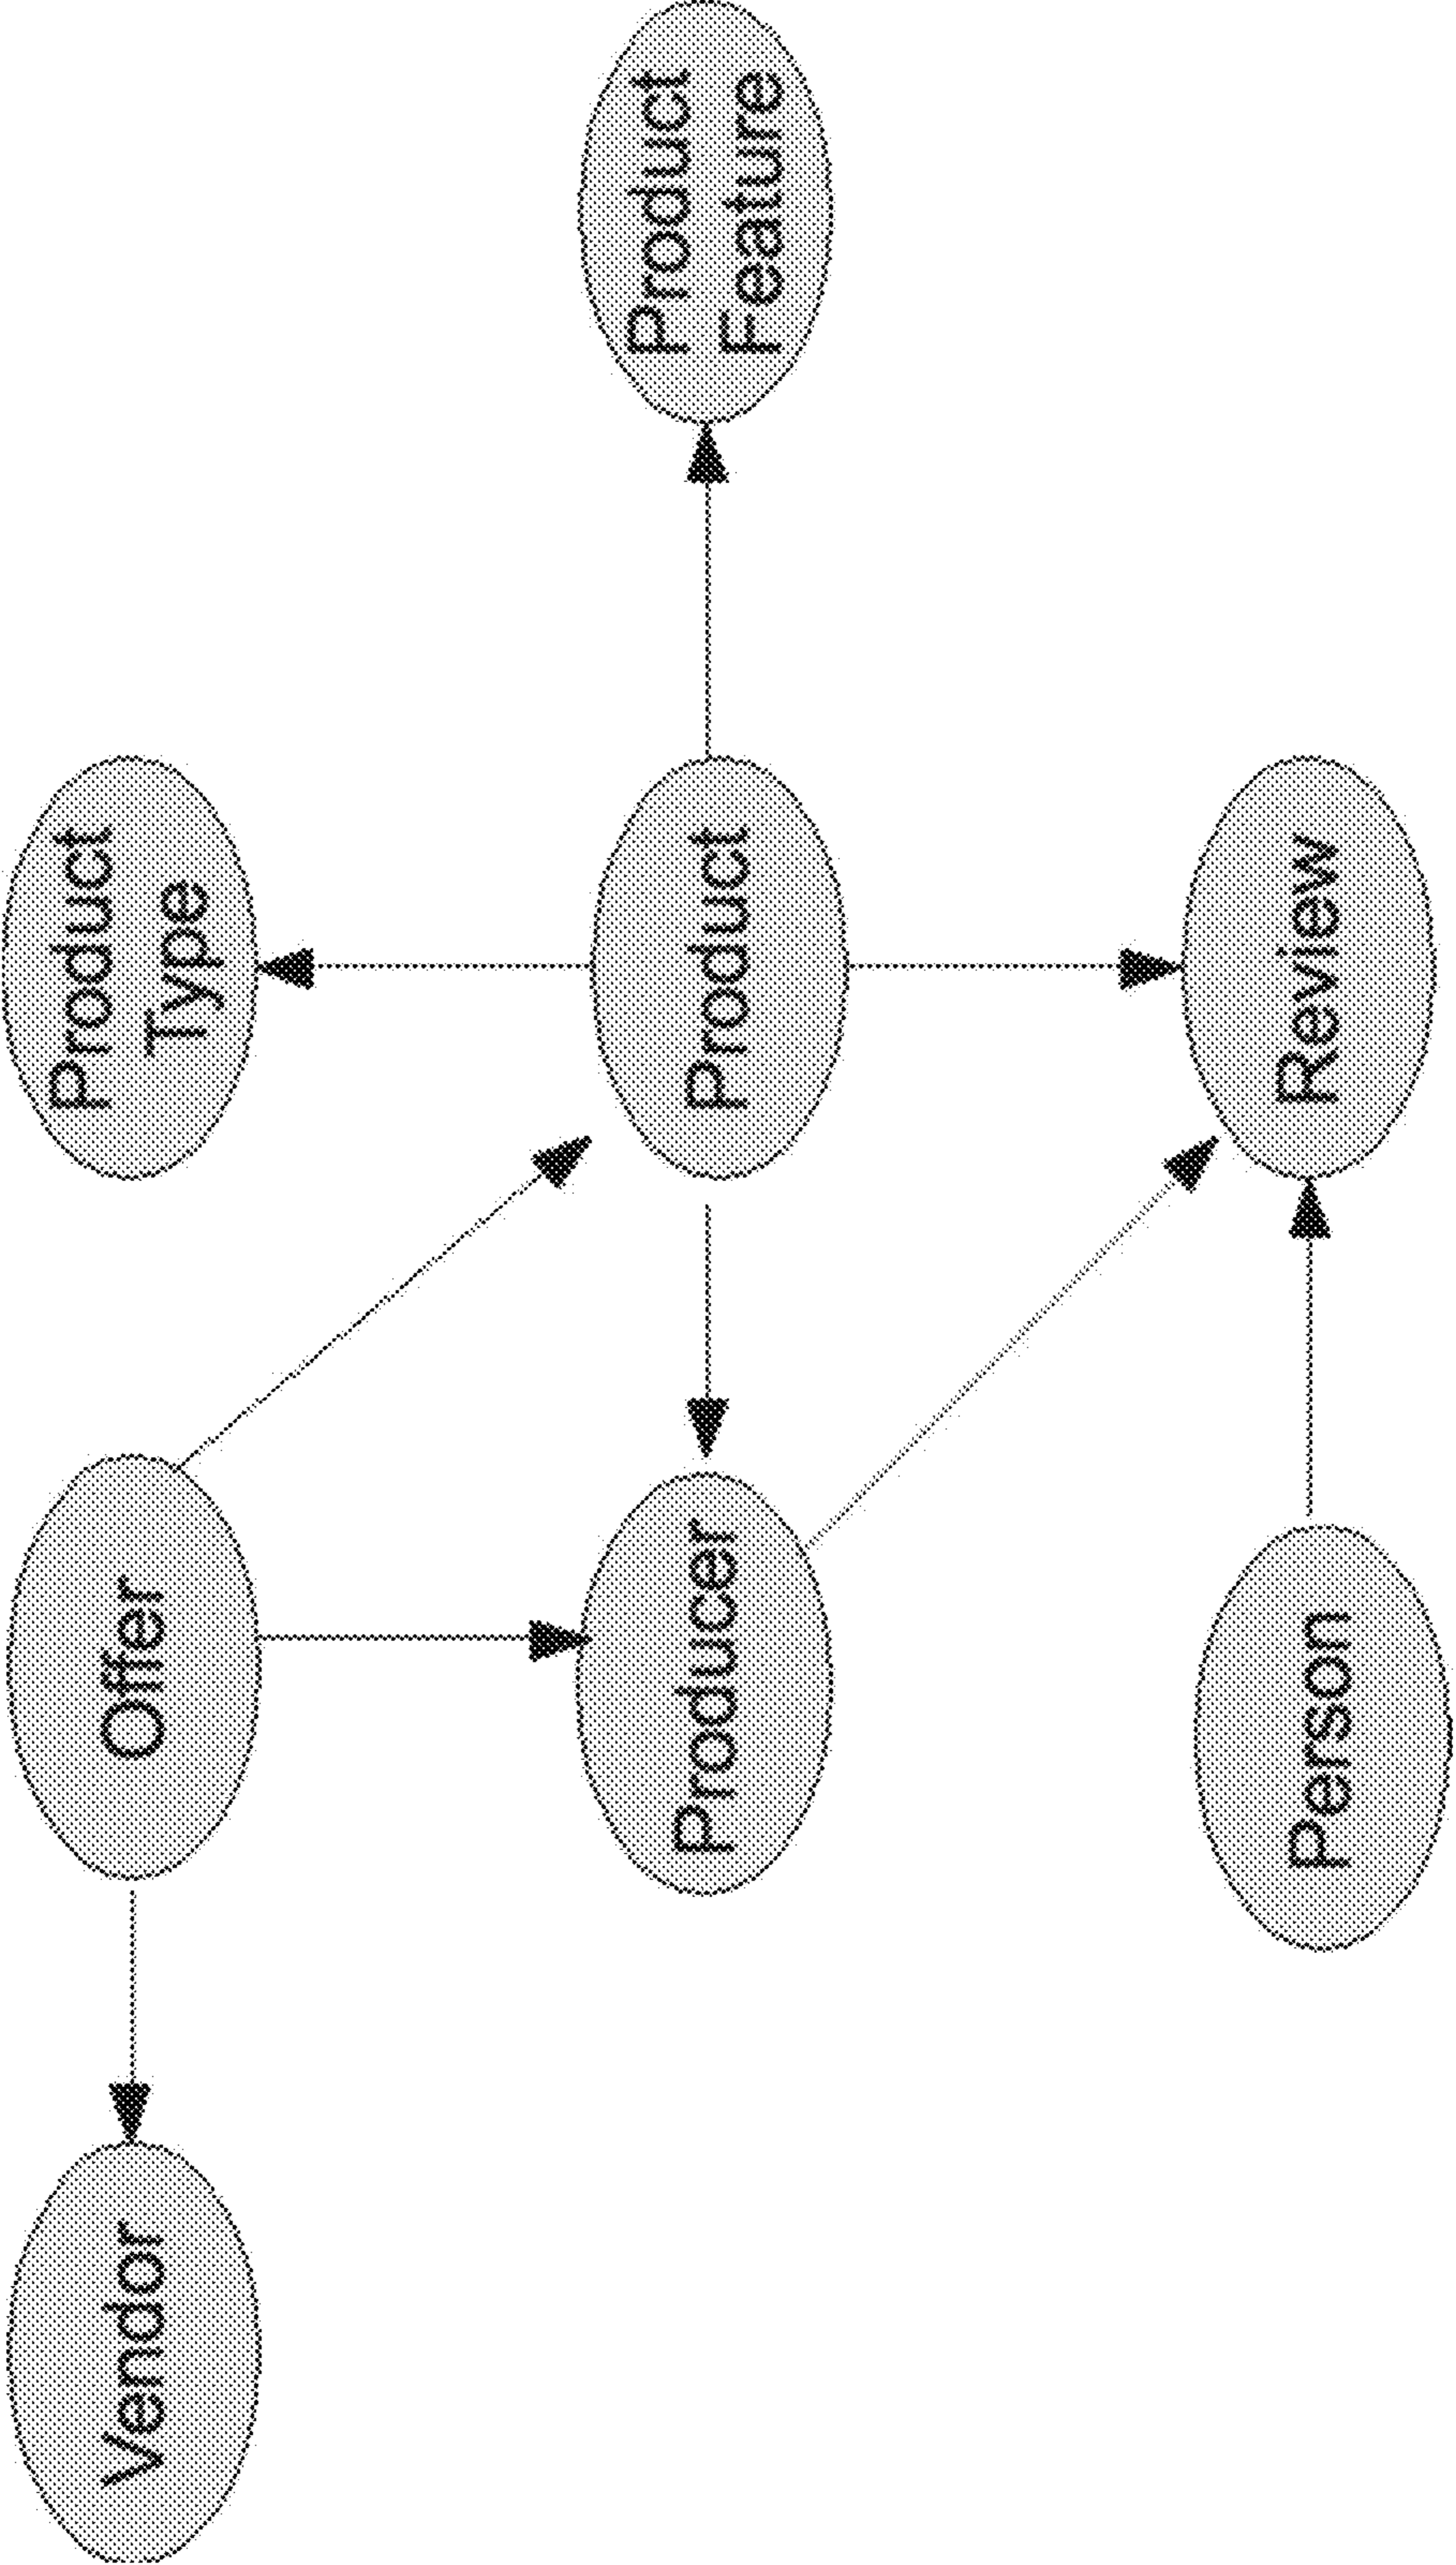 Vendor
Offer
Product
Type
Producer
Product
Product
Feature
Person
Review